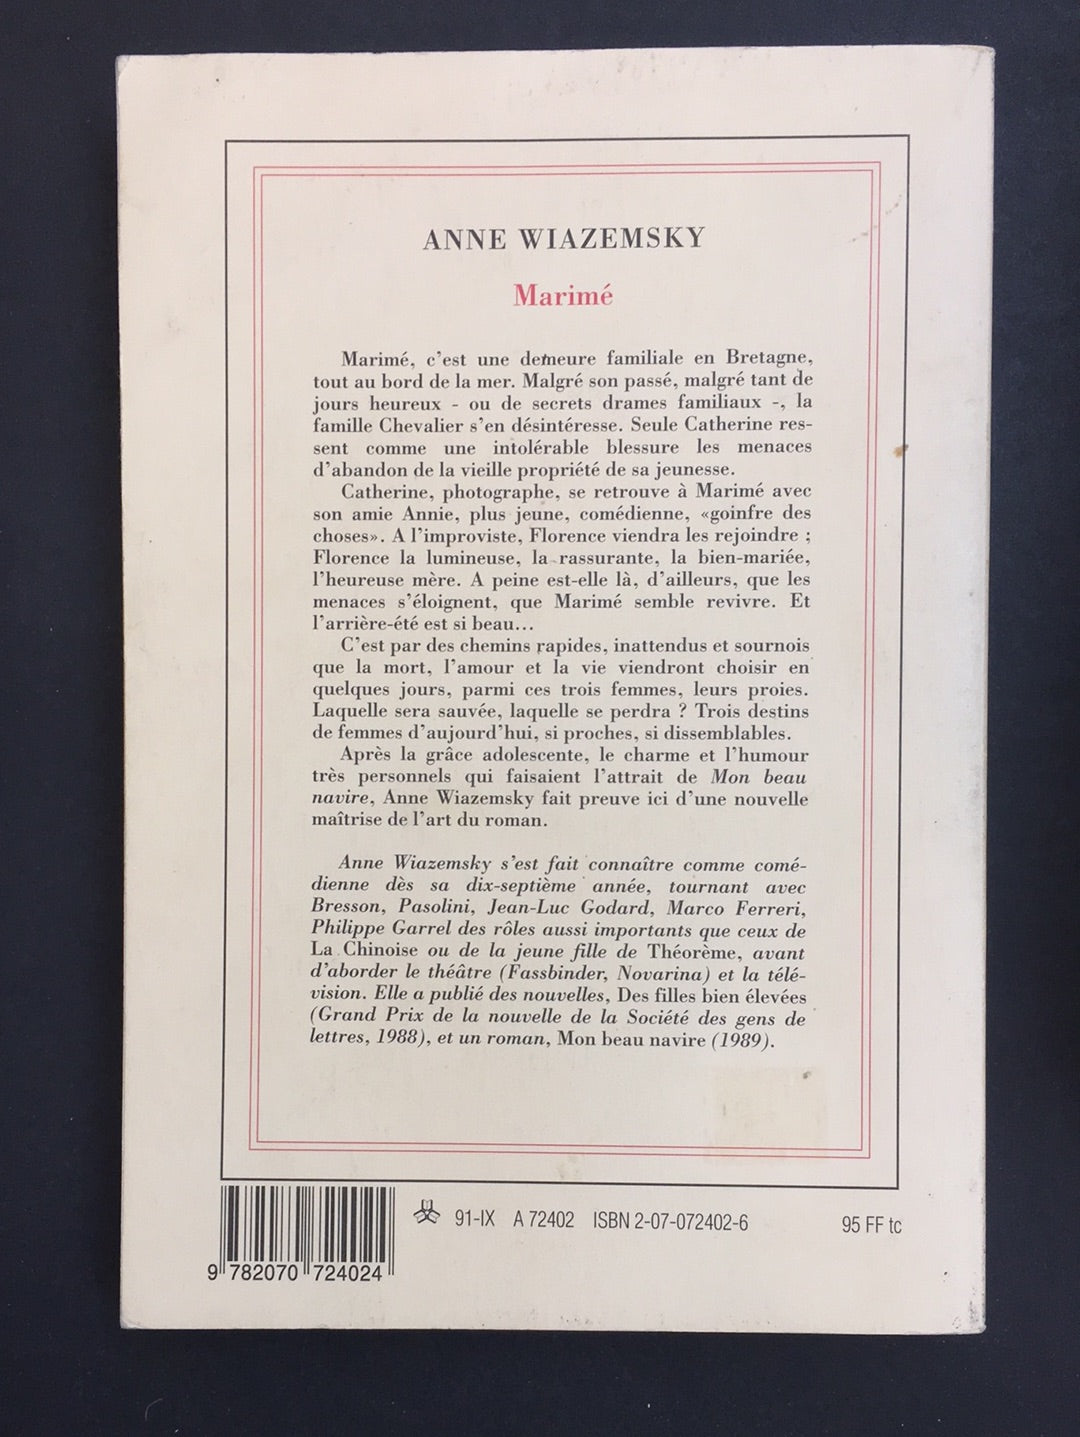 ANNE WIAZEMSKY
Marimé
Marimé, c'est une demeure familiale en Bretagne,
tout au bord de la mer. Malgré son passé, malgré tant de
jours heureux - ou de secrets drames familiaux -, la
famille Chevalier s'en désintéresse. Seule Catherine res-
sent comme une intolérable blessure les menaces
d'abandon de la vieille propriété de sa jeunesse.
Catherine, photographe, se retrouve à Marimé avec
son amie Annie, plus jeune, comédienne, «goinfre des
choses». A l'improviste, Florence viendra les rejoindre ;
Florence la lumineuse, la rassurante, la bien-mariée,
l'heureuse mère. A peine est-elle là, d'ailleurs, que les
menaces s'éloignent, que Marimé semble revivre. Et
l'arrière-été est si beau...
C'est par des chemins rapides, inattendus et sournois
que la mort, l'amour et la vie viendront choisir en
quelques jours, parmi ces trois femmes, leurs proies.
Laquelle sera sauvée, laquelle se perdra ? Trois destins
de femmes d'aujourd'hui, si proches, si dissemblables.
Après la grâce adolescente, le charme et l'humour
très personnels qui faisaient l'attrait de Mon beau
navire, Anne Wiazemsky fait preuve ici d'une nouvelle
maîtrise de l'art du roman.
Anne Wiazemsky s'est fait connaître comme comé-
dienne dès sa dix-septième année, tournant avec
Bresson, Pasolini, Jean-Luc Godard, Marco Ferreri,
Philippe Garrel des rôles aussi importants que ceux de
La Chinoise ou de la jeune fille de Théorème, avant
d'aborder le théâtre (Fassbinder, Novarina) et la télé-
vision. Elle a publié des nouvelles, Des filles bien élevées
(Grand Prix de la nouvelle de la Société des gens de
lettres, 1988), et un roman, Mon beau navire (1989).
91-IX A 72402 ISBN 2-07-072402-6 95 FF tc
9 782070 724024